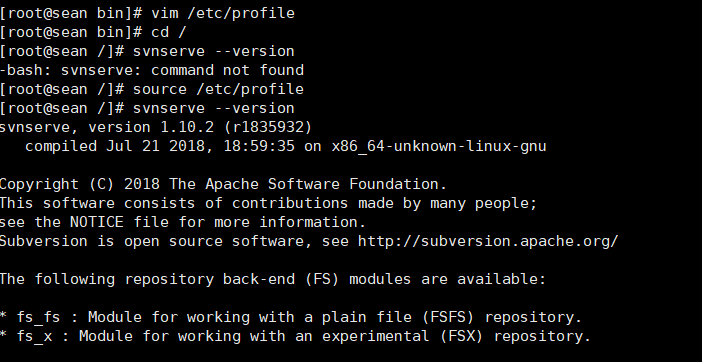 [root@sean bin]# vim /etc/profile
[root@sean bin]# cd /
[root@sean /]# svnserve --version
-bash: svnserve: command not found
[root@sean /]# source /etc/profile
[root@sean /]# svnserve --version
svnserve, version 1.10.2 (r1835932)
   compiled Jul 21 2018, 18:59:35 on x86_64-unknown-linux-gnu

Copyright (C) 2018 The Apache Software Foundation.
This software consists of contributions made by many people;
see the NOTICE file for more information.
Subversion is open source software, see http://subversion.apache.org/

The following repository back-end (FS) modules are available:

* fs_fs : Module for working with a plain file (FSFS) repository.
* fs_x : Module for working with an experimental (FSX) repository.